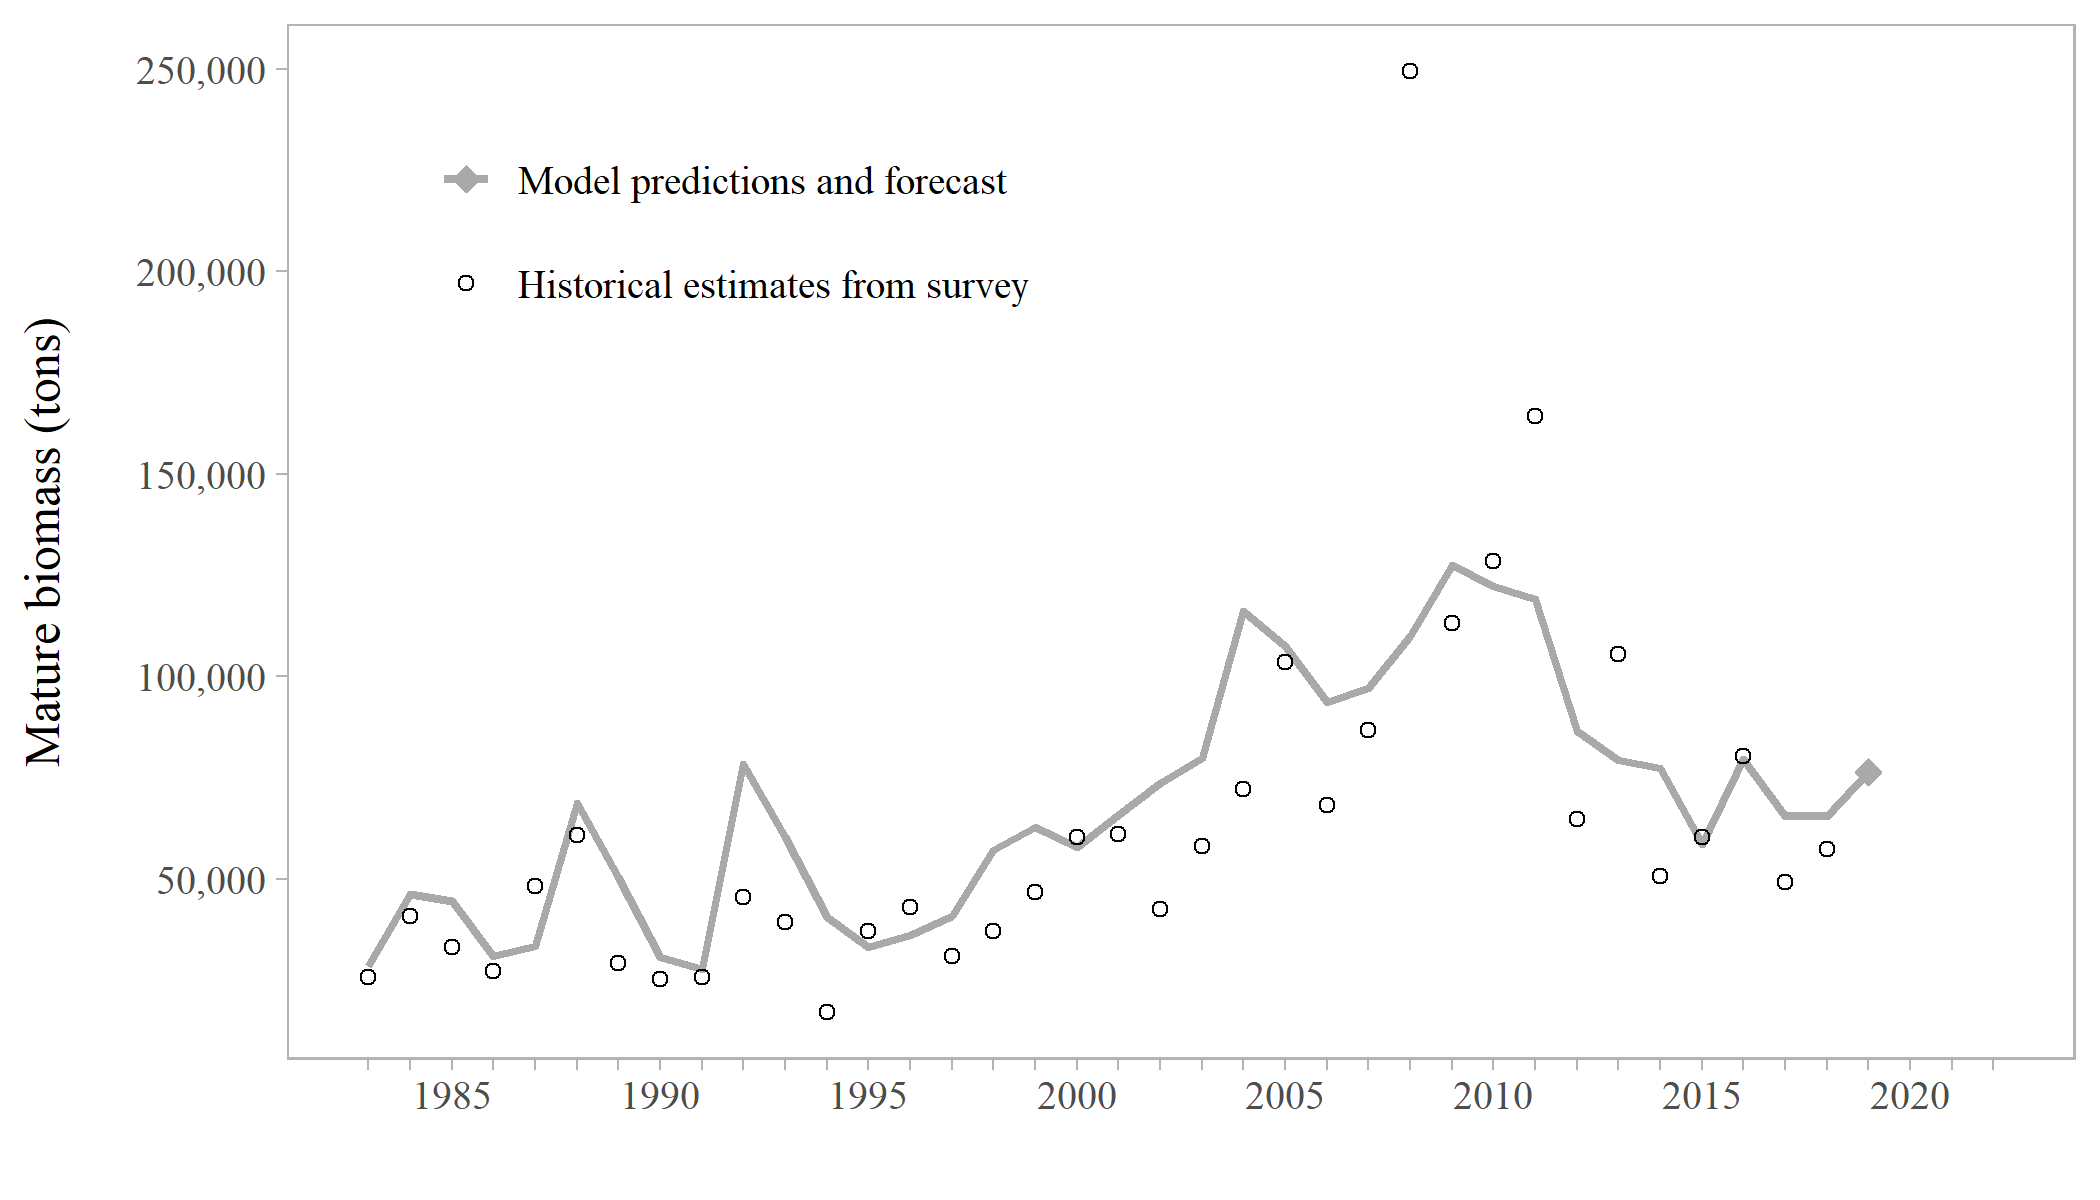 250,000
Model predictions and forecast
200,000
Historical estimates from survey
Mature biomass (tons)
150,000
100,000
50,000
1985 1990 1995 2000 2005 2010 2015 2020